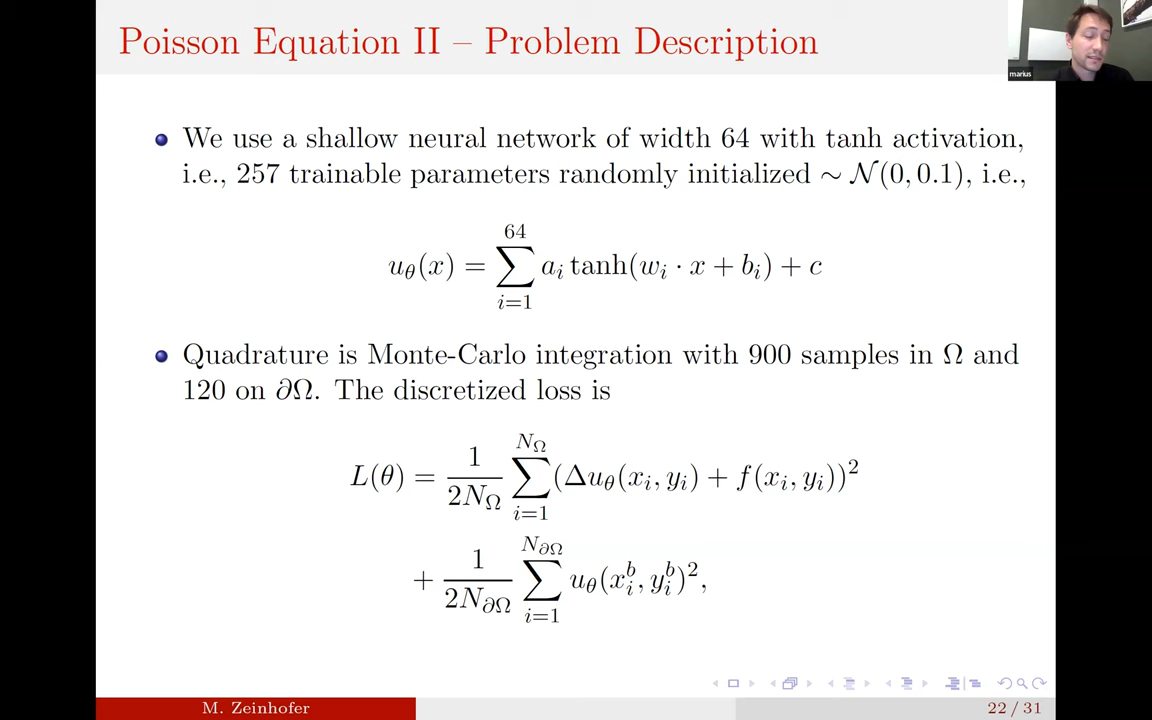 Poisson Equation II – Problem Description
marius
We use a shallow neural network of width 64 with tanh activation,
i.e., 257 trainable parameters randomly initialized ∼ 𝒩(0, 0.1), i.e.,
u_θ(x) = ∑_{i=1}^{64} a_i tanh(w_i · x + b_i) + c
Quadrature is Monte-Carlo integration with 900 samples in Ω and
120 on ∂Ω. The discretized loss is
L(θ) = \frac{1}{2N_Ω} ∑_{i=1}^{N_Ω} (Δu_θ(x_i, y_i) + f(x_i, y_i))^2
+ \frac{1}{2N_{∂Ω}} ∑_{i=1}^{N_{∂Ω}} u_θ(x_i^b, y_i^b)^2,
M. Zeinhofer
22 / 31